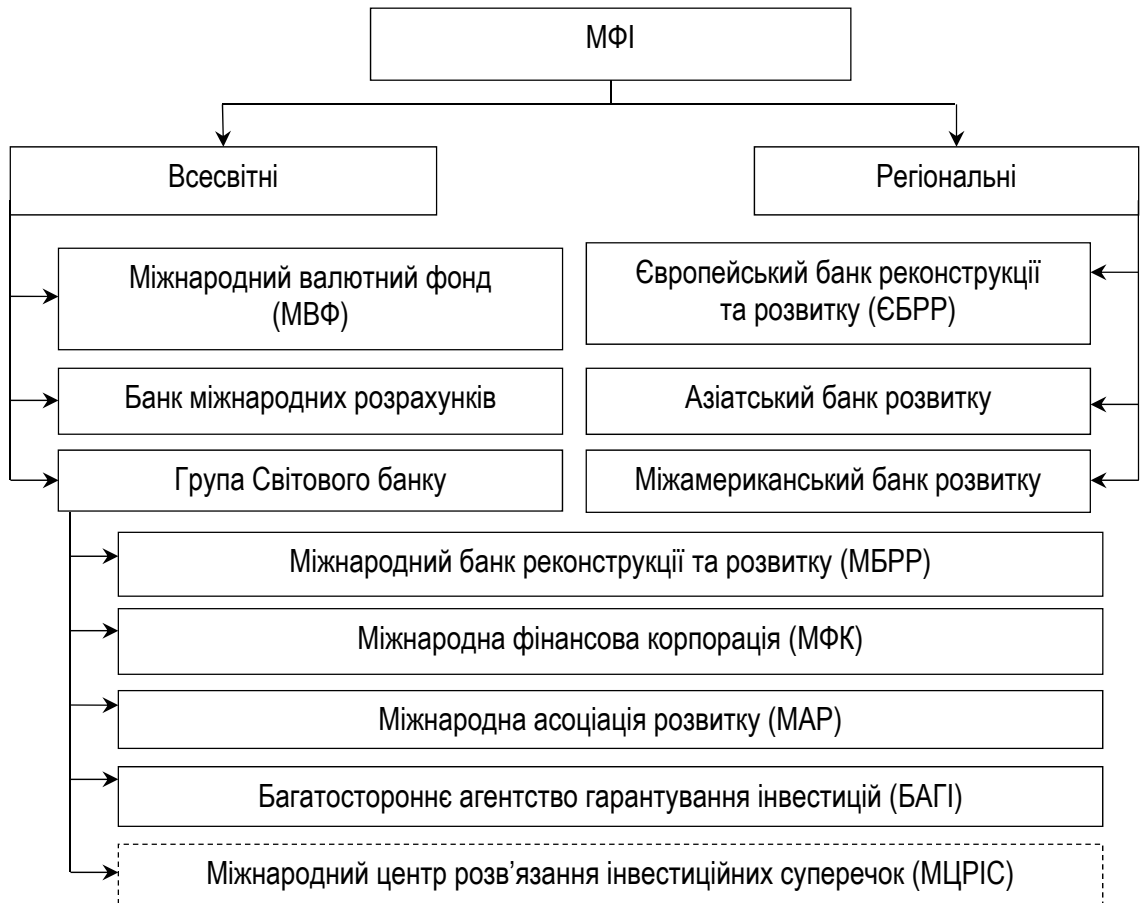 МФІ
Всесвітні
Регіональні
Міжнародний валютний фонд
(МВФ)
Європейський банк реконструкції
та розвитку (ЄБРР)
Банк міжнародних розрахунків
Азіатський банк розвитку
Група Світового банку
Міжамериканський банк розвитку
Міжнародний банк реконструкції та розвитку (МБРР)
Міжнародна фінансова корпорація (МФК)
Міжнародна асоціація розвитку (МАР)
Багатостороннє агентство гарантування інвестицій (БАГІ)
Міжнародний центр розв’язання інвестиційних суперечок (МЦРІС)